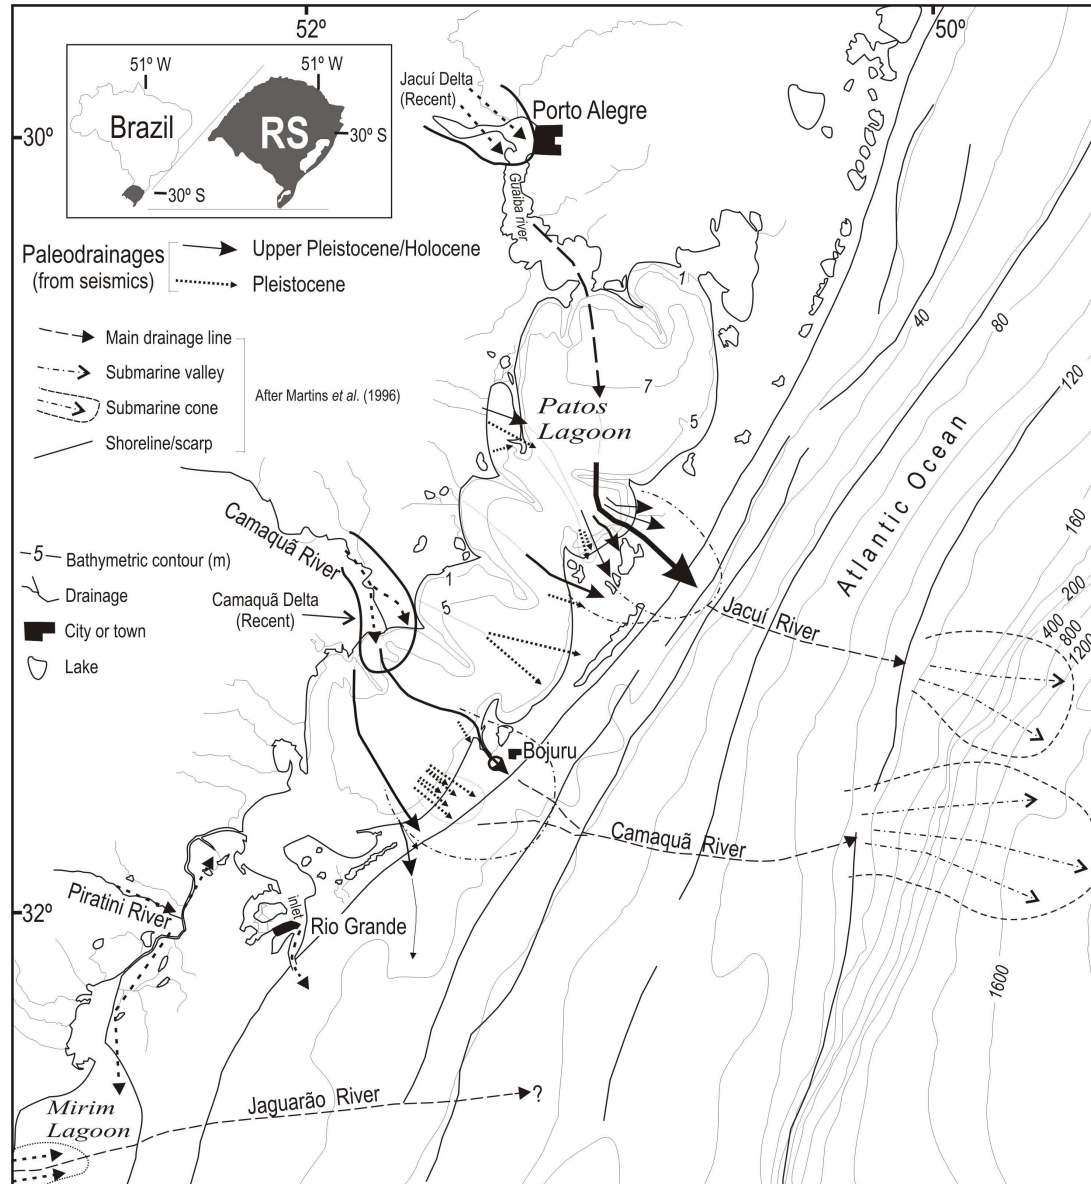 52º
50º
51º W
51º W
Brazil
RS
30º S
30º S
Jacuí Delta
(Recent)
Porto Alegre
30º
Guaíba river
Paleodrainages
(from seismics)
Upper Pleistocene/Holocene
Pleistocene
Main drainage line
Submarine valley
Submarine cone
Shoreline/scarp
After Martins et al. (1996)
1
7
5
Patos
Lagoon
40
80
120
160
200
400
800
1200
Atlantic Ocean
Camaquã River
Camaquã Delta
(Recent)
1
5
5
Bathymetric contour (m)
Drainage
City or town
Lake
Jacuí River
Bojuru
Camaquã River
Piratini River
32º
inlet
Rio Grande
1600
Jaguarão River
?
Mirim
Lagoon